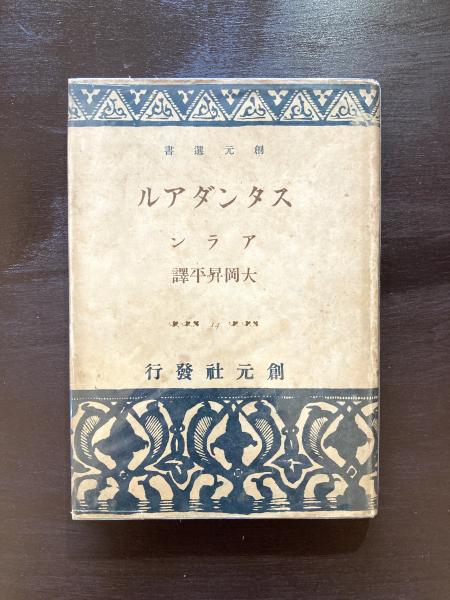 書選元創
ルアダンタス
ンラア
譯平昇岡大
14
行發社元創